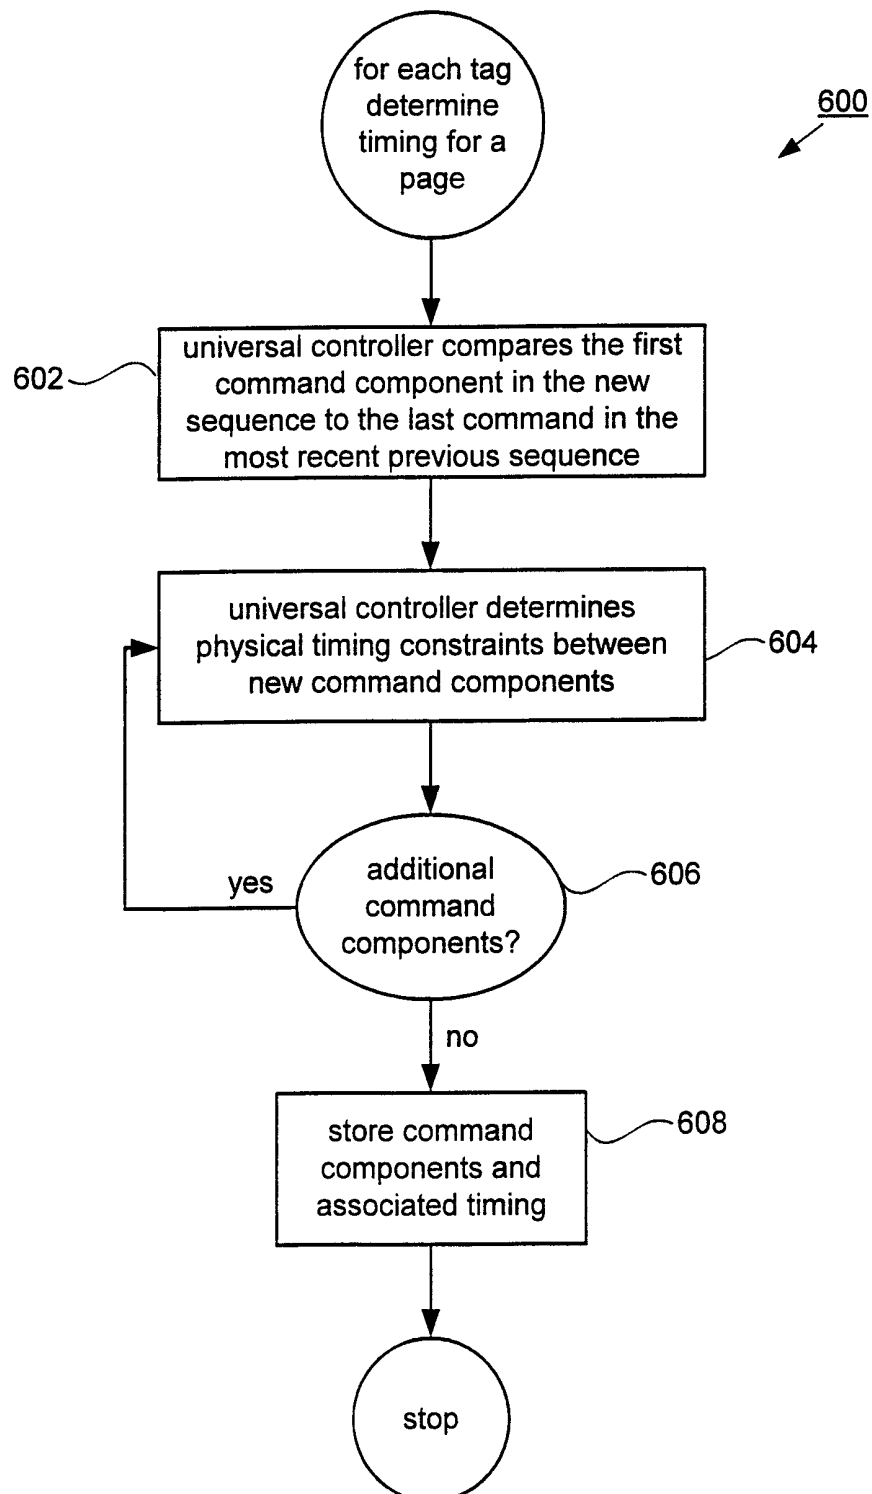 for each tag
determine
timing for a
page
600
universal controller compares the first
command component in the new
sequence to the last command in the
most recent previous sequence
602
universal controller determines
physical timing constraints between
new command components
604
additional
command
components?
606
yes
no
store command
components and
associated timing
608
stop